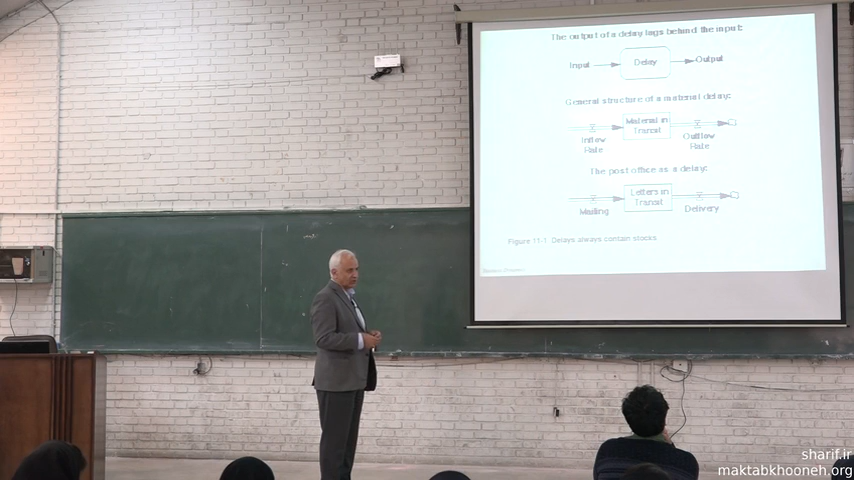 The output of a delay lags behind the input:
Input
Delay
Output
General structure of a material delay:
Material in
Transit
Inflow
Rate
Outflow
Rate
The post office as a delay:
Letters in
Transit
Mailing
Delivery
Figure 11-1 Delays always contain stocks
sharif.ir
maktabkhooneh.org